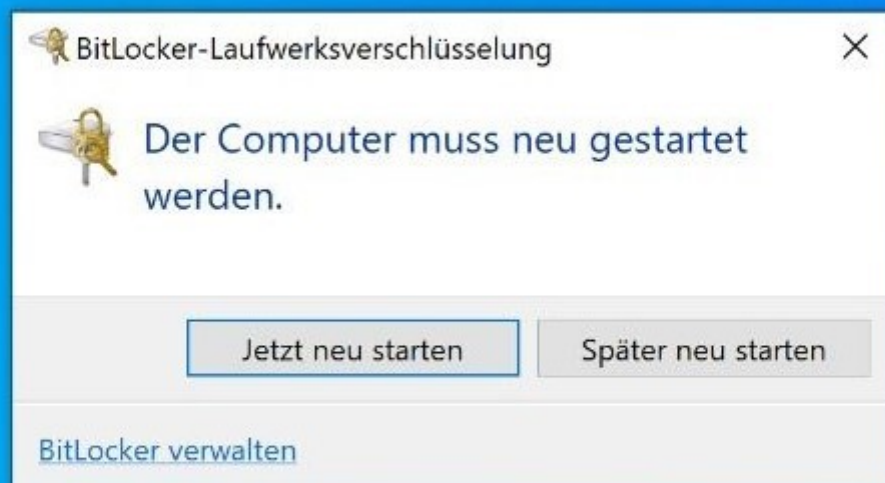 BitLocker-Laufwerksverschlüsselung
Der Computer muss neu gestartet
werden.
Jetzt neu starten
Später neu starten
BitLocker verwalten